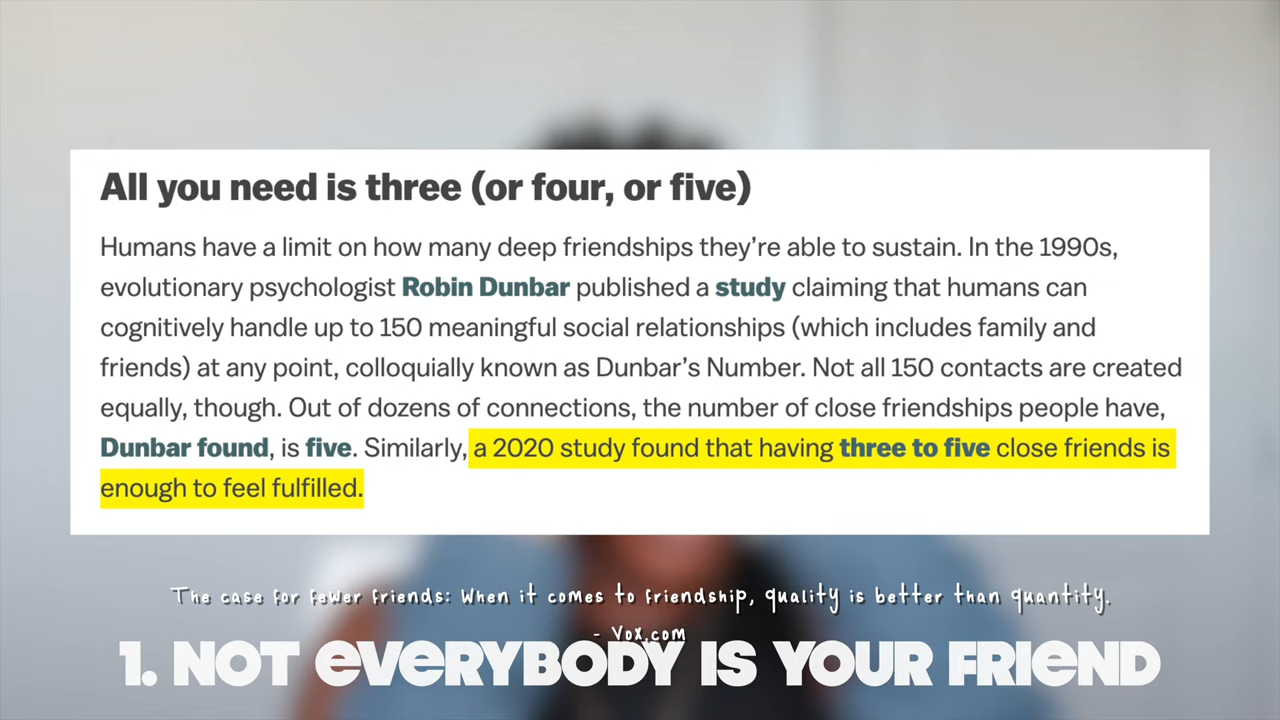 All you need is three (or four, or five)
Humans have a limit on how many deep friendships they're able to sustain. In the 1990s,
evolutionary psychologist Robin Dunbar published a study claiming that humans can
cognitively handle up to 150 meaningful social relationships (which includes family and
friends) at any point, colloquially known as Dunbar's Number. Not all 150 contacts are created
equally, though. Out of dozens of connections, the number of close friendships people have,
Dunbar found, is five. Similarly, a 2020 study found that having three to five close friends is
enough to feel fulfilled.
The case for fewer friends: When it comes to friendship, quality is better than quantity.
- Vox.com
1. NOT eVeRYBODY IS YOUR FRIeND